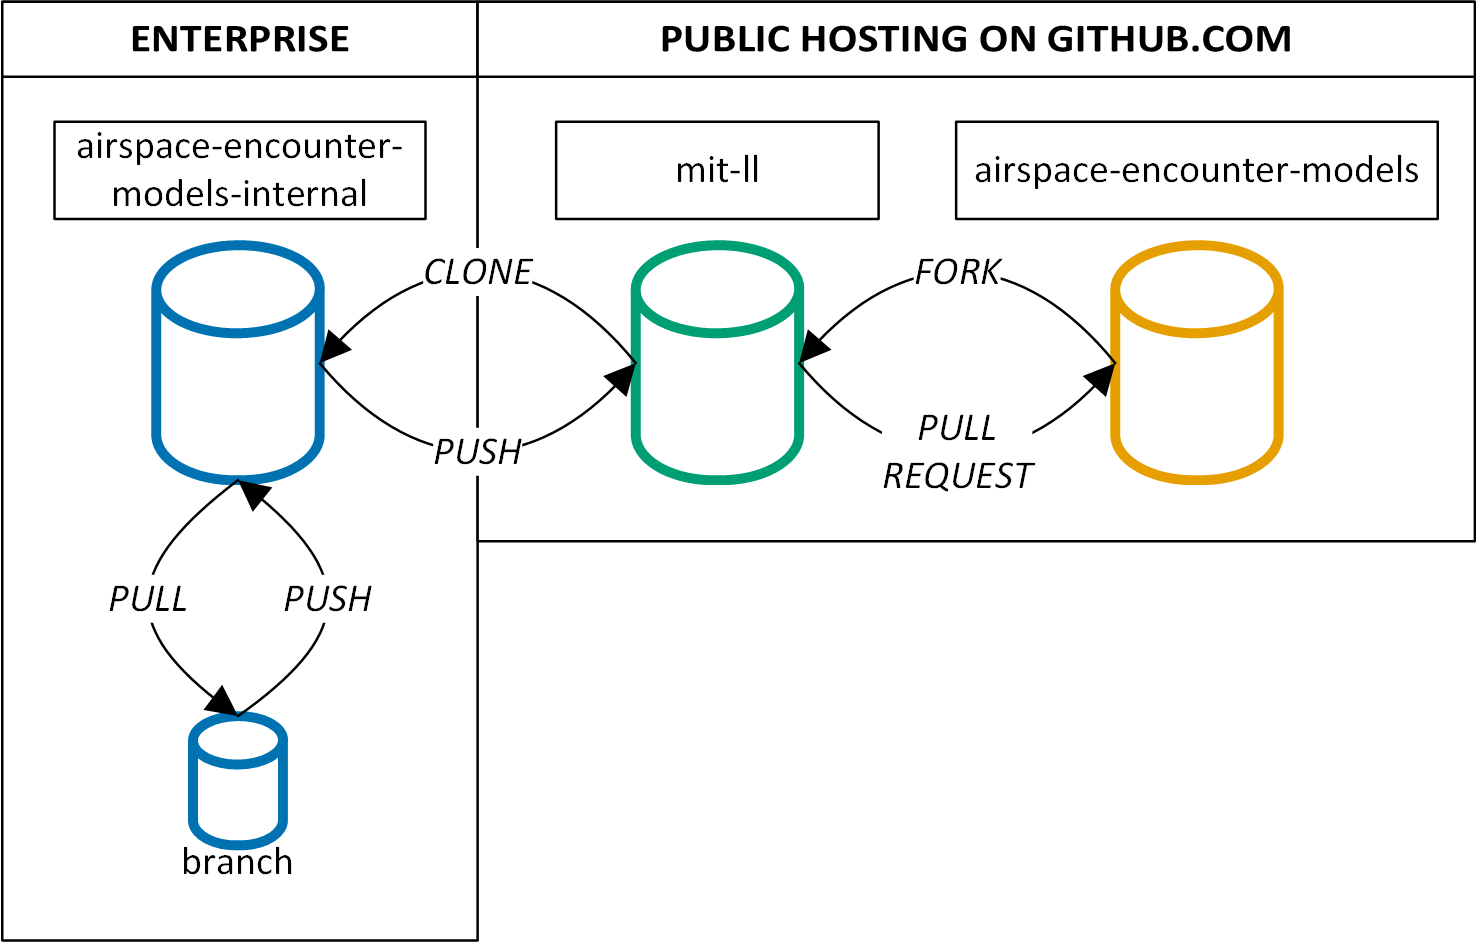 ENTERPRISE
PUBLIC HOSTING ON GITHUB.COM
airspace-encounter-
models-internal
mit-ll
airspace-encounter-models
CLONE
FORK
PUSH
PULL
REQUEST
PULL
PUSH
branch